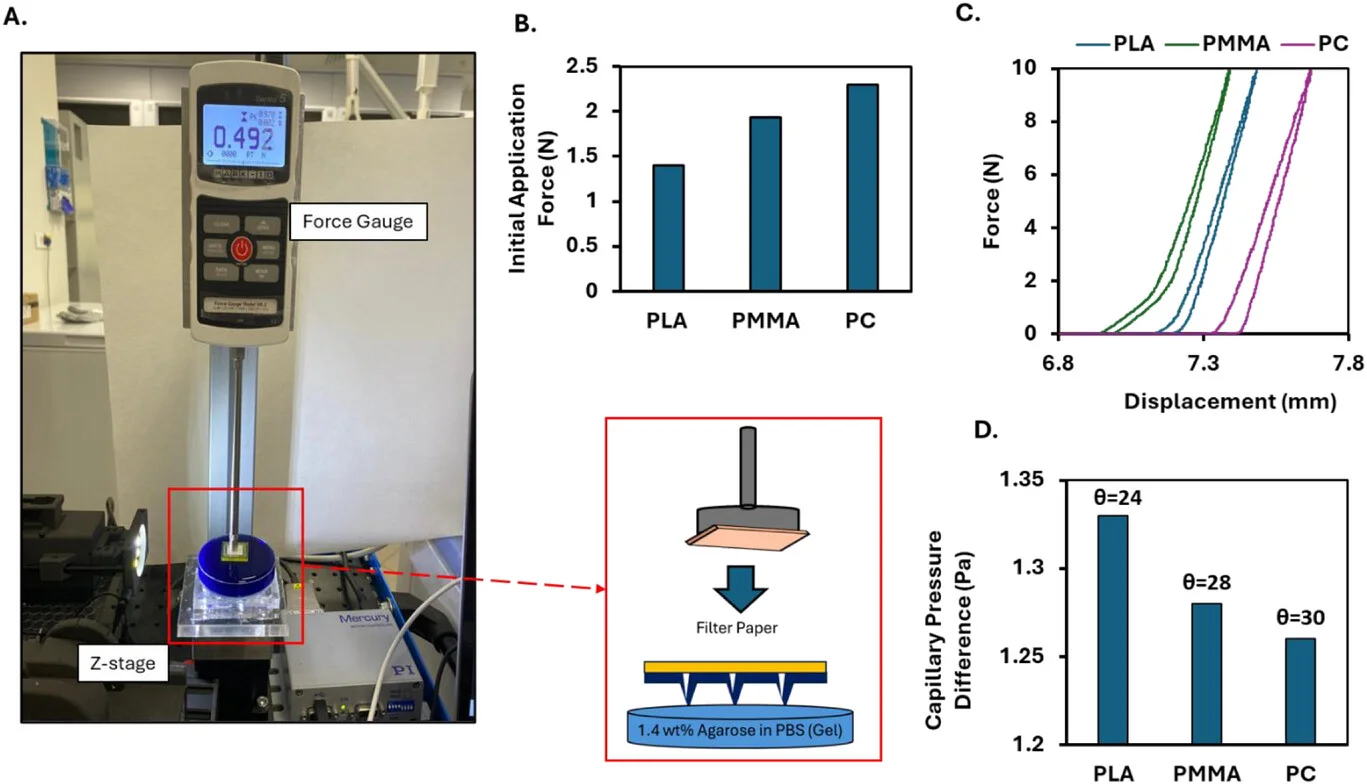 A.
0.492
MARK-10
Force Gauge
Z-stage
Mercury
PI
B.
Initial Application
Force (N)
2.5
2
1.5
1
0.5
0
PLA
PMMA
PC
Filter Paper
1.4 wt% Agarose in PBS (Gel)
C.
PLA
PMMA
PC
Force (N)
10
8
6
4
2
0
6.8
7.3
7.8
Displacement (mm)
D.
Capillary Pressure
Difference (Pa)
1.35
1.3
1.25
1.2
θ=24
θ=28
θ=30
PLA
PMMA
PC